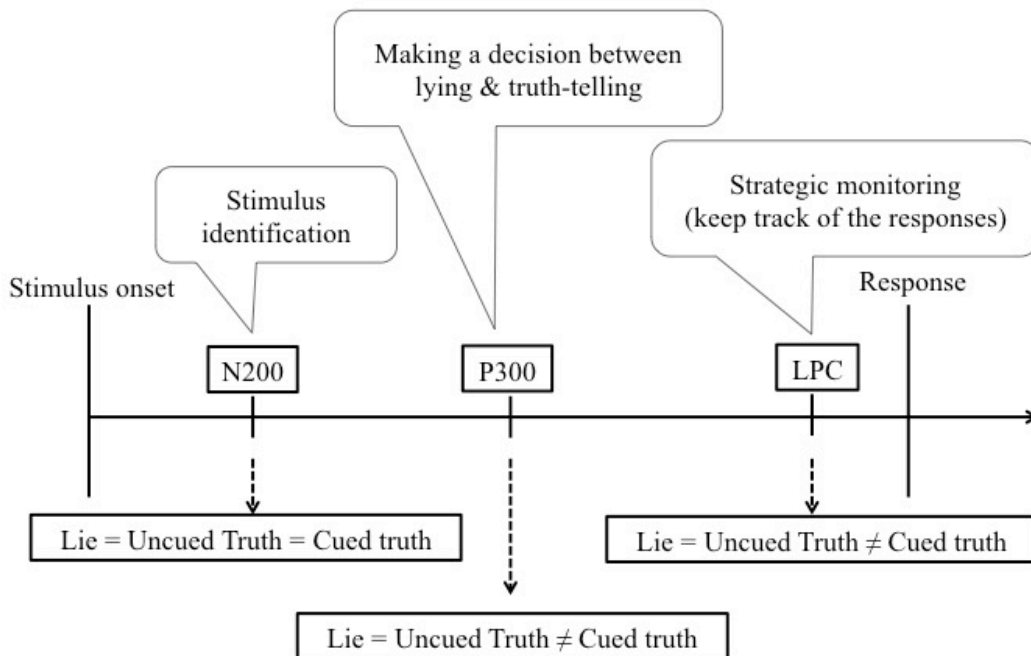 Making a decision between
lying & truth-telling
Stimulus
identification
Strategic monitoring
(keep track of the responses)
Stimulus onset
Response
N200
P300
LPC
Lie = Uncued Truth = Cued truth
Lie = Uncued Truth ≠ Cued truth
Lie = Uncued Truth ≠ Cued truth